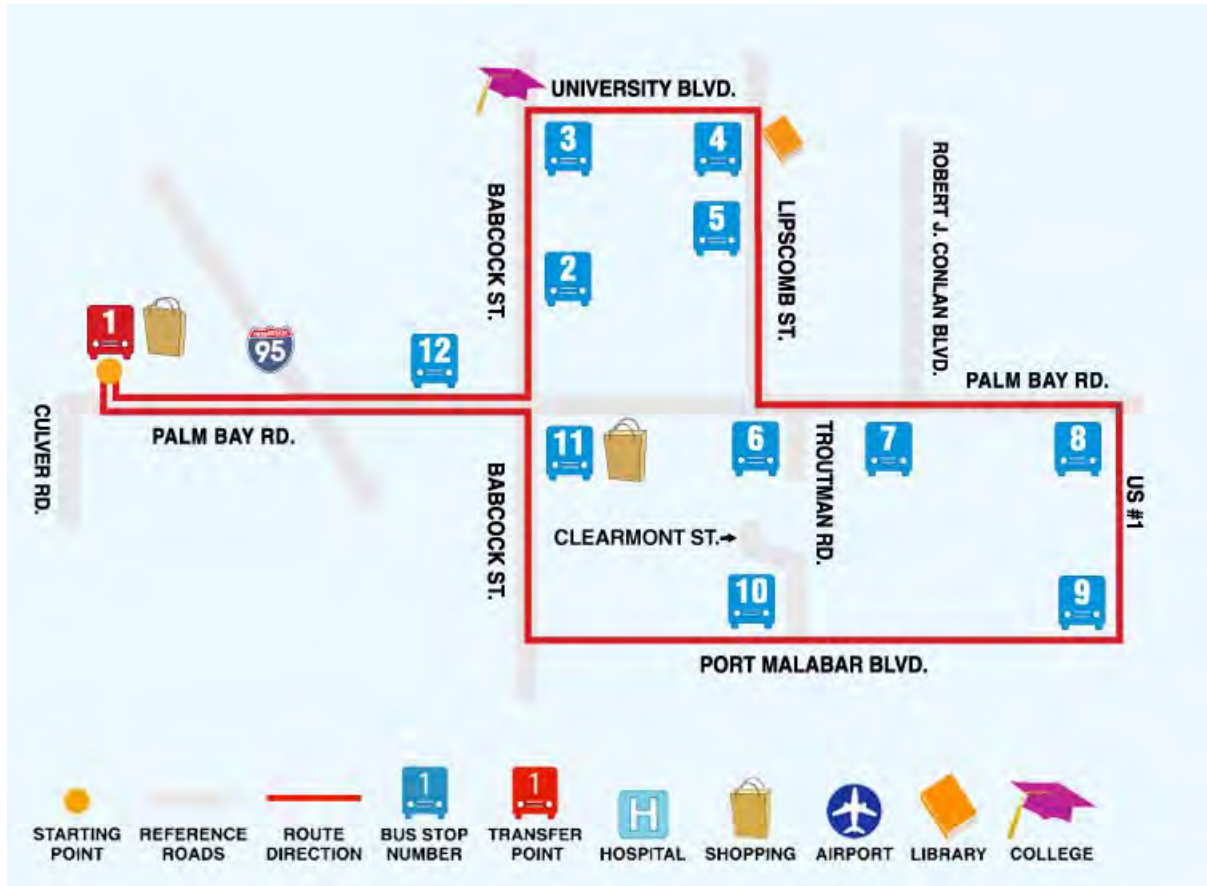 UNIVERSITY BLVD.
3
4
BABCOCK ST.
5
LIPSCOMB ST.
ROBERT J. CONLAN BLVD.
2
1
95
12
PALM BAY RD.
CULVER RD.
PALM BAY RD.
BABCOCK ST.
11
6
TROUTMAN RD.
7
8
US #1
CLEARMONT ST.
10
9
PORT MALABAR BLVD.
1
1
H
STARTING
POINT
REFERENCE
ROADS
ROUTE
DIRECTION
BUS STOP
NUMBER
TRANSFER
POINT
HOSPITAL
SHOPPING
AIRPORT
LIBRARY
COLLEGE